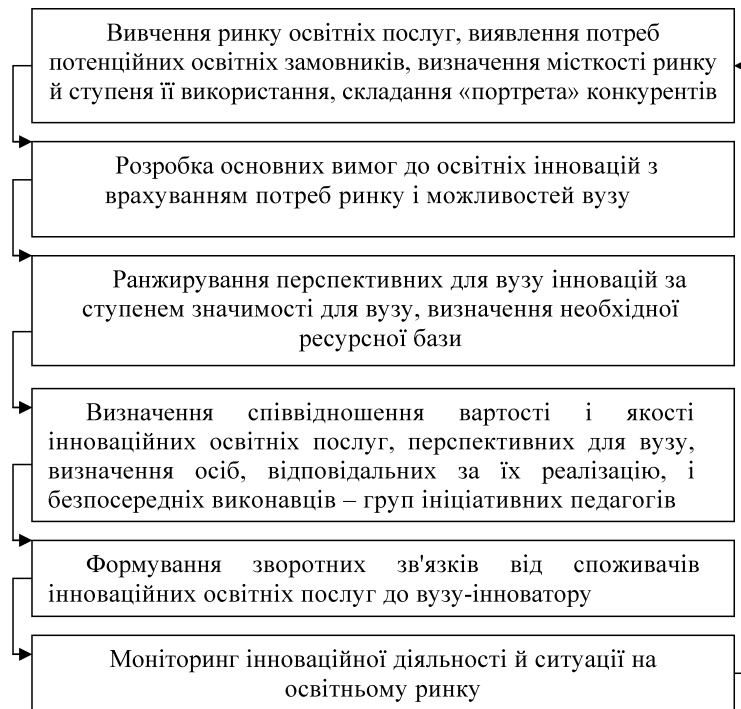 Вивчення ринку освітніх послуг, виявлення потреб
потенційних освітніх замовників, визначення місткості ринку
й ступеня її використання, складання «портрета» конкурентів
Розробка основних вимог до освітніх інновацій з
врахуванням потреб ринку і можливостей вузу
Ранжирування перспективних для вузу інновацій за
ступенем значимості для вузу, визначення необхідної
ресурсної бази
Визначення співвідношення вартості і якості
інноваційних освітніх послуг, перспективних для вузу,
визначення осіб, відповідальних за їх реалізацію, і
безпосередніх виконавців – груп ініціативних педагогів
Формування зворотних зв'язків від споживачів
інноваційних освітніх послуг до вузу-інноватору
Моніторинг інноваційної діяльності й ситуації на
освітньому ринку